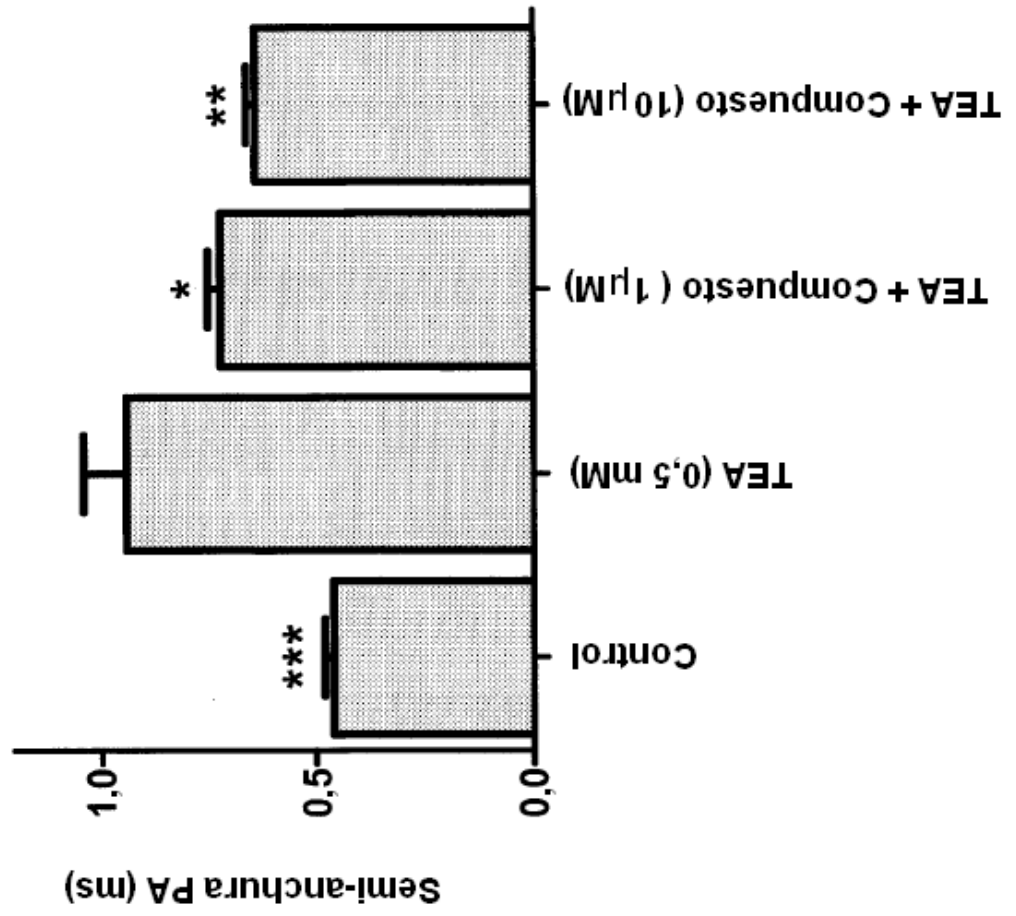 Semi-anchura PA (ms)
1,0
0,5
0,0
***
*
**
Control
TEA (0,5 mM)
TEA + Compuesto ( 1µM)
TEA + Compuesto (10µM)